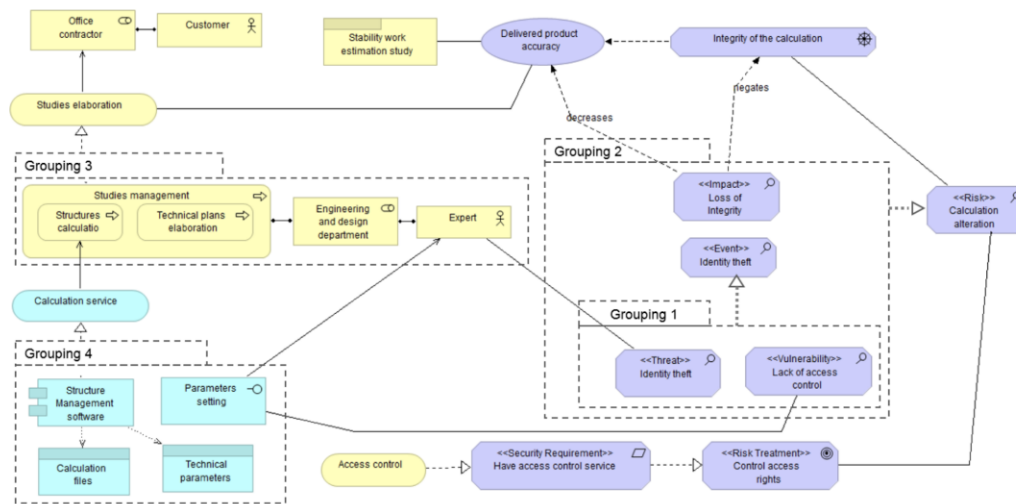 Office
contractor
Customer
Stability work
estimation study
Delivered product
accuracy
Integrity of the calculation
negates
decreases
Studies elaboration
Grouping 3
Studies management
Structures
calculatio
Technical plans
elaboration
Engineering
and design
department
Expert
Grouping 2
<<Impact>>
Loss of
Integrity
<<Risk>>
Calculation
alteration
<<Event>>
Identity theft
Grouping 1
<<Threat>>
Identity theft
<<Vulnerability>>
Lack of access
control
Calculation service
Grouping 4
Structure
Management
software
Parameters
setting
Calculation
files
Technical
parameters
Access control
<<Security Requirement>>
Have access control service
<<Risk Treatment>>
Control access
rights